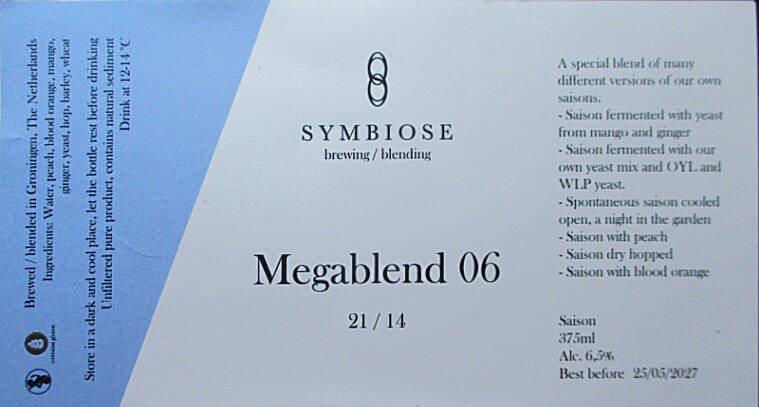 Brewed / blended in Groningen, The Netherlands
Ingredients: Water, peach, blood orange, mango,
ginger, yeast, hop, barley, wheat
contains gluten
Store in a dark and cool place, let the bottle rest before drinking
Unfiltered pure product, contains natural sediment
Drink at 12-14 °C
SYMBIOSE
brewing / blending
Megablend 06
21 / 14
A special blend of many
different versions of our own
saisons.
- Saison fermented with yeast
from mango and ginger
- Saison fermented with our
own yeast mix and OYL and
WLP yeast.
- Spontaneous saison cooled
open, a night in the garden
- Saison with peach
- Saison dry hopped
- Saison with blood orange
Saison
375ml
Alc. 6,5%
Best before 25/05/2027